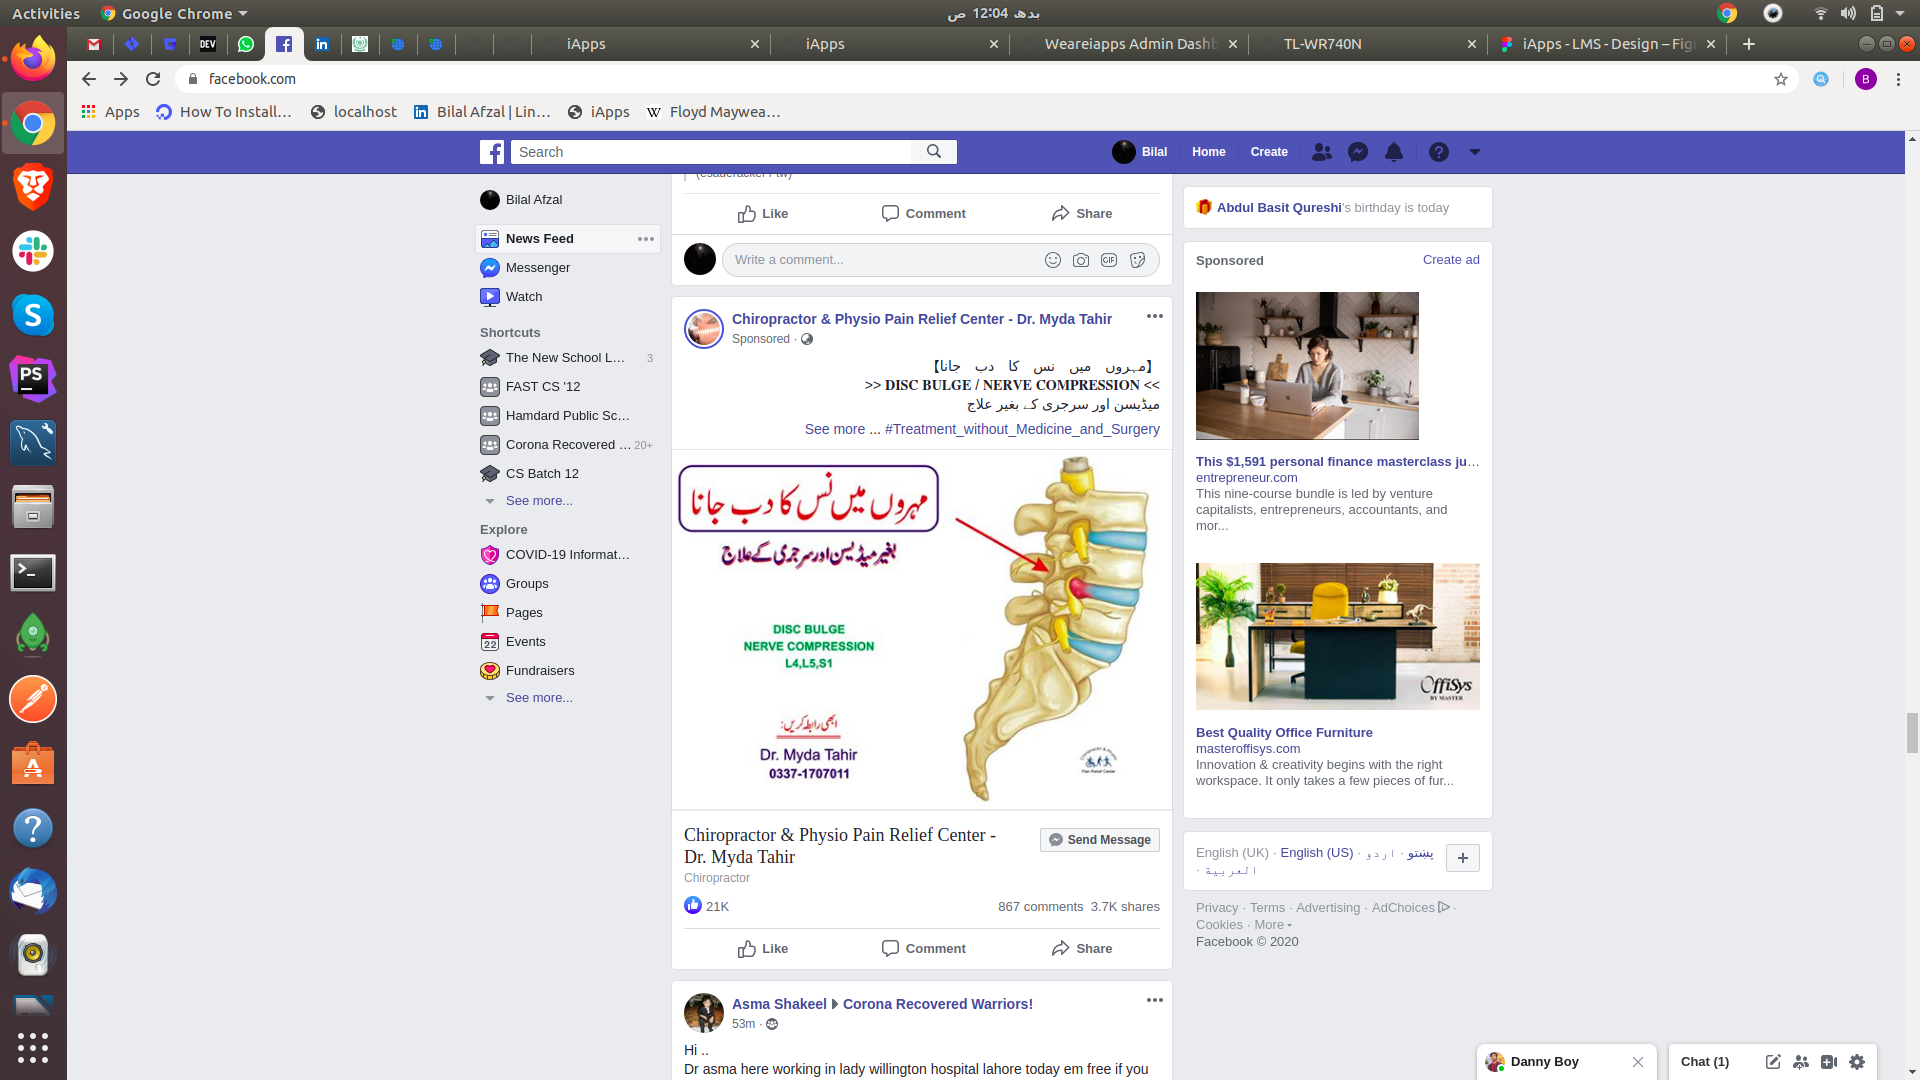 Activities
Google Chrome
بدھ 12:04 ص
DEV
iApps
iApps
Weareiapps Admin Dashb
TL-WR740N
iApps - LMS - Design – Fig
facebook.com
B
Apps
How To Install…
localhost
Bilal Afzal | Lin…
iApps
Floyd Maywea…
Search
Bilal
Home
Create
Bilal Afzal
News Feed
Messenger
Watch
Shortcuts
The New School L... 3
FAST CS '12
Hamdard Public Sc...
Corona Recovered ... 20+
CS Batch 12
See more...
Explore
COVID-19 Informat...
Groups
Pages
22 Events
Fundraisers
See more...
Like
Comment
Share
Write a comment...
GIF
Chiropractor & Physio Pain Relief Center - Dr. Myda Tahir
Sponsored ·
【مہروں میں نس کا دب جانا】
>> DISC BULGE / NERVE COMPRESSION <<
میڈیسن اور سرجری کے بغیر علاج
See more ... #Treatment_without_Medicine_and_Surgery
مہروں میں نس کا دب جانا
بغیر میڈیسن اور سرجری کے علاج
DISC BULGE
NERVE COMPRESSION
L4,L5,S1
ابھی رابطہ کریں:
Dr. Myda Tahir
0337-1707011
Pain Relief Center
Chiropractor & Physio Pain Relief Center - Dr. Myda Tahir
Chiropractor
Send Message
21K
867 comments 3.7K shares
Like
Comment
Share
Asma Shakeel
Corona Recovered Warriors!
53m ·
Hi ..
Dr asma here working in lady willington hospital lahore today em free if you
Abdul Basit Qureshi's birthday is today
Sponsored
Create ad
This $1,591 personal finance masterclass ju...
entrepreneur.com
This nine-course bundle is led by venture
capitalists, entrepreneurs, accountants, and
mor...
OffiSys
BY MASTER
Best Quality Office Furniture
masteroffisys.com
Innovation & creativity begins with the right
workspace. It only takes a few pieces of fur...
English (UK) · English (US) · اردو · پښتو
· العربية
Privacy · Terms · Advertising · AdChoices ·
Cookies · More
Facebook © 2020
Danny Boy
Chat (1)
PS